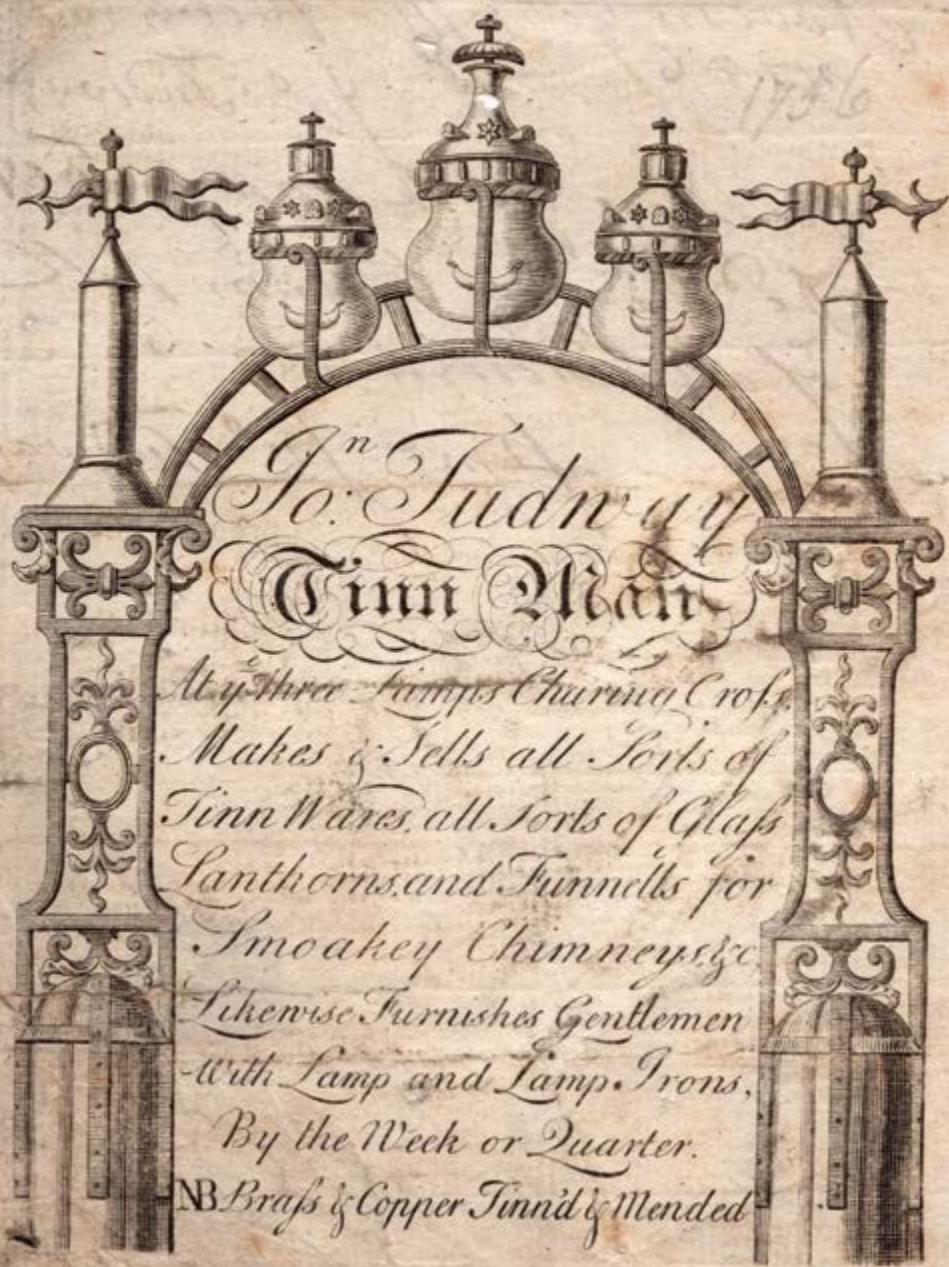 1756
Jo:n Tudway
Tinn Man
At ye three Lamps Charing Croſs.
Makes & Sells all Sorts of
Tinn Wares, all sorts of Glaſs
Lanthorns, and Funnells for
Smoakey Chimneys, &c.
Likewise Furnishes Gentlemen
With Lamp and Lamp Irons,
By the Week or Quarter.
NB Braſs & Copper Tinn'd & Mended